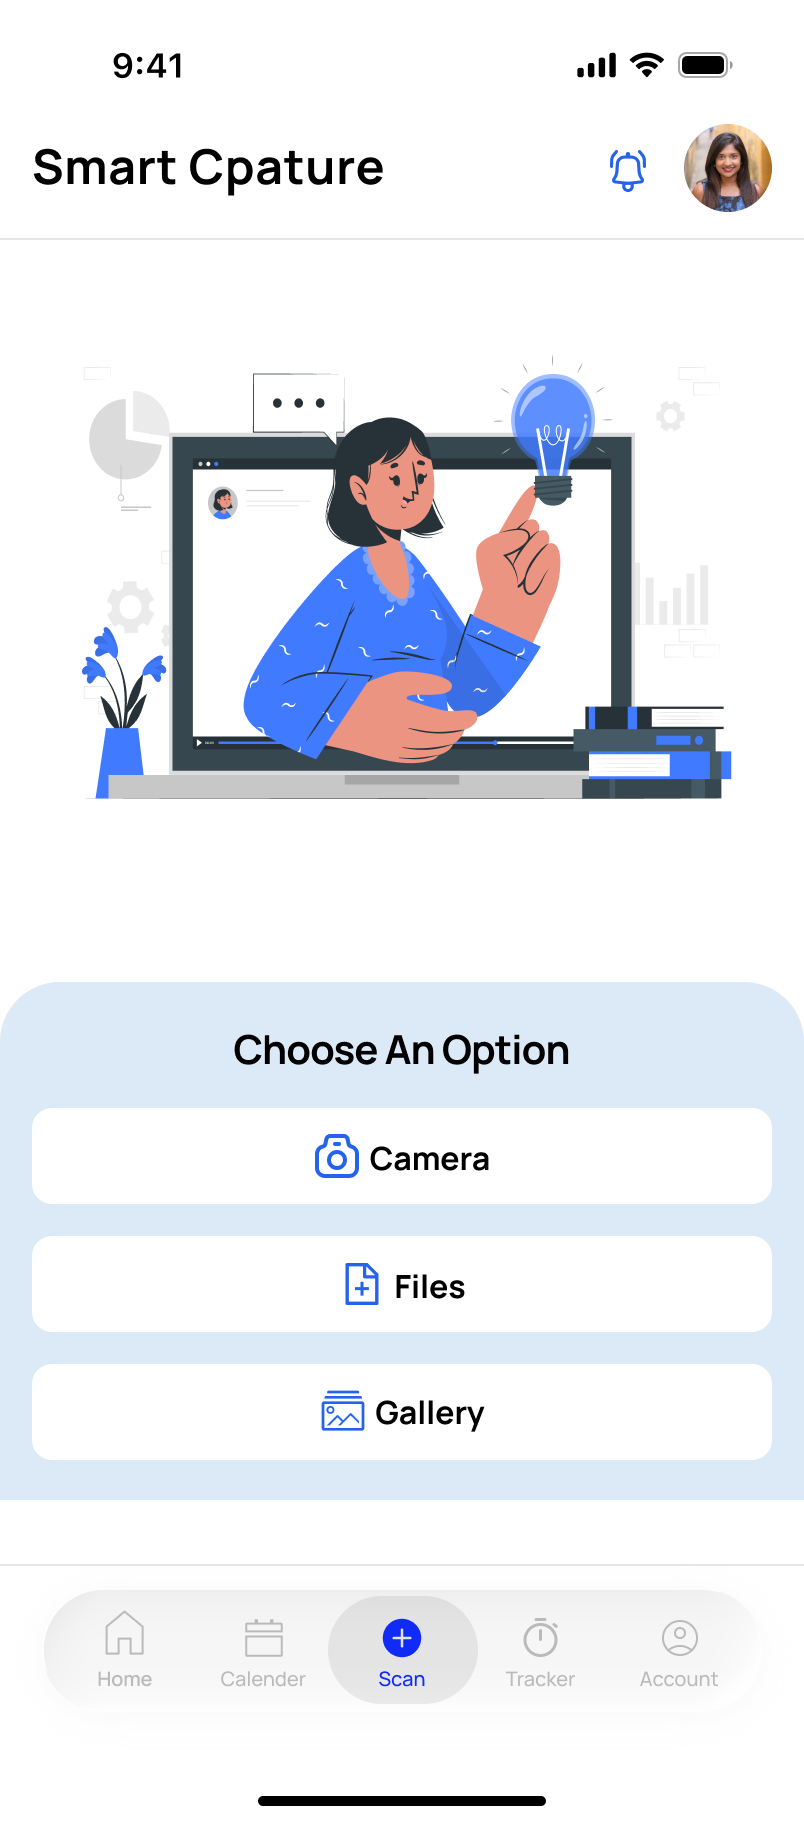 9:41
Smart Cpature
Choose An Option
Camera
Files
Gallery
Home
Calender
Scan
Tracker
Account